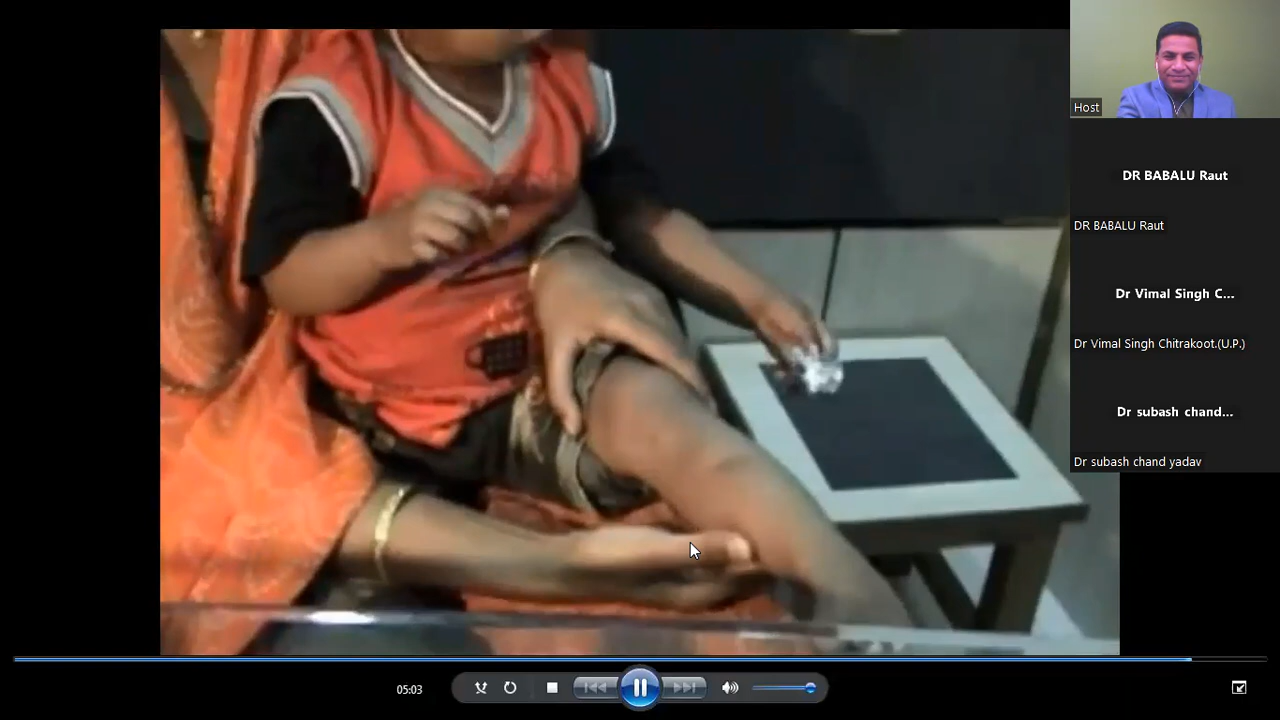 Host
DR BABALU Raut
DR BABALU Raut
Dr Vimal Singh C...
Dr Vimal Singh Chitrakoot.(U.P.)
Dr subash chand...
Dr subash chand yadav
05:03